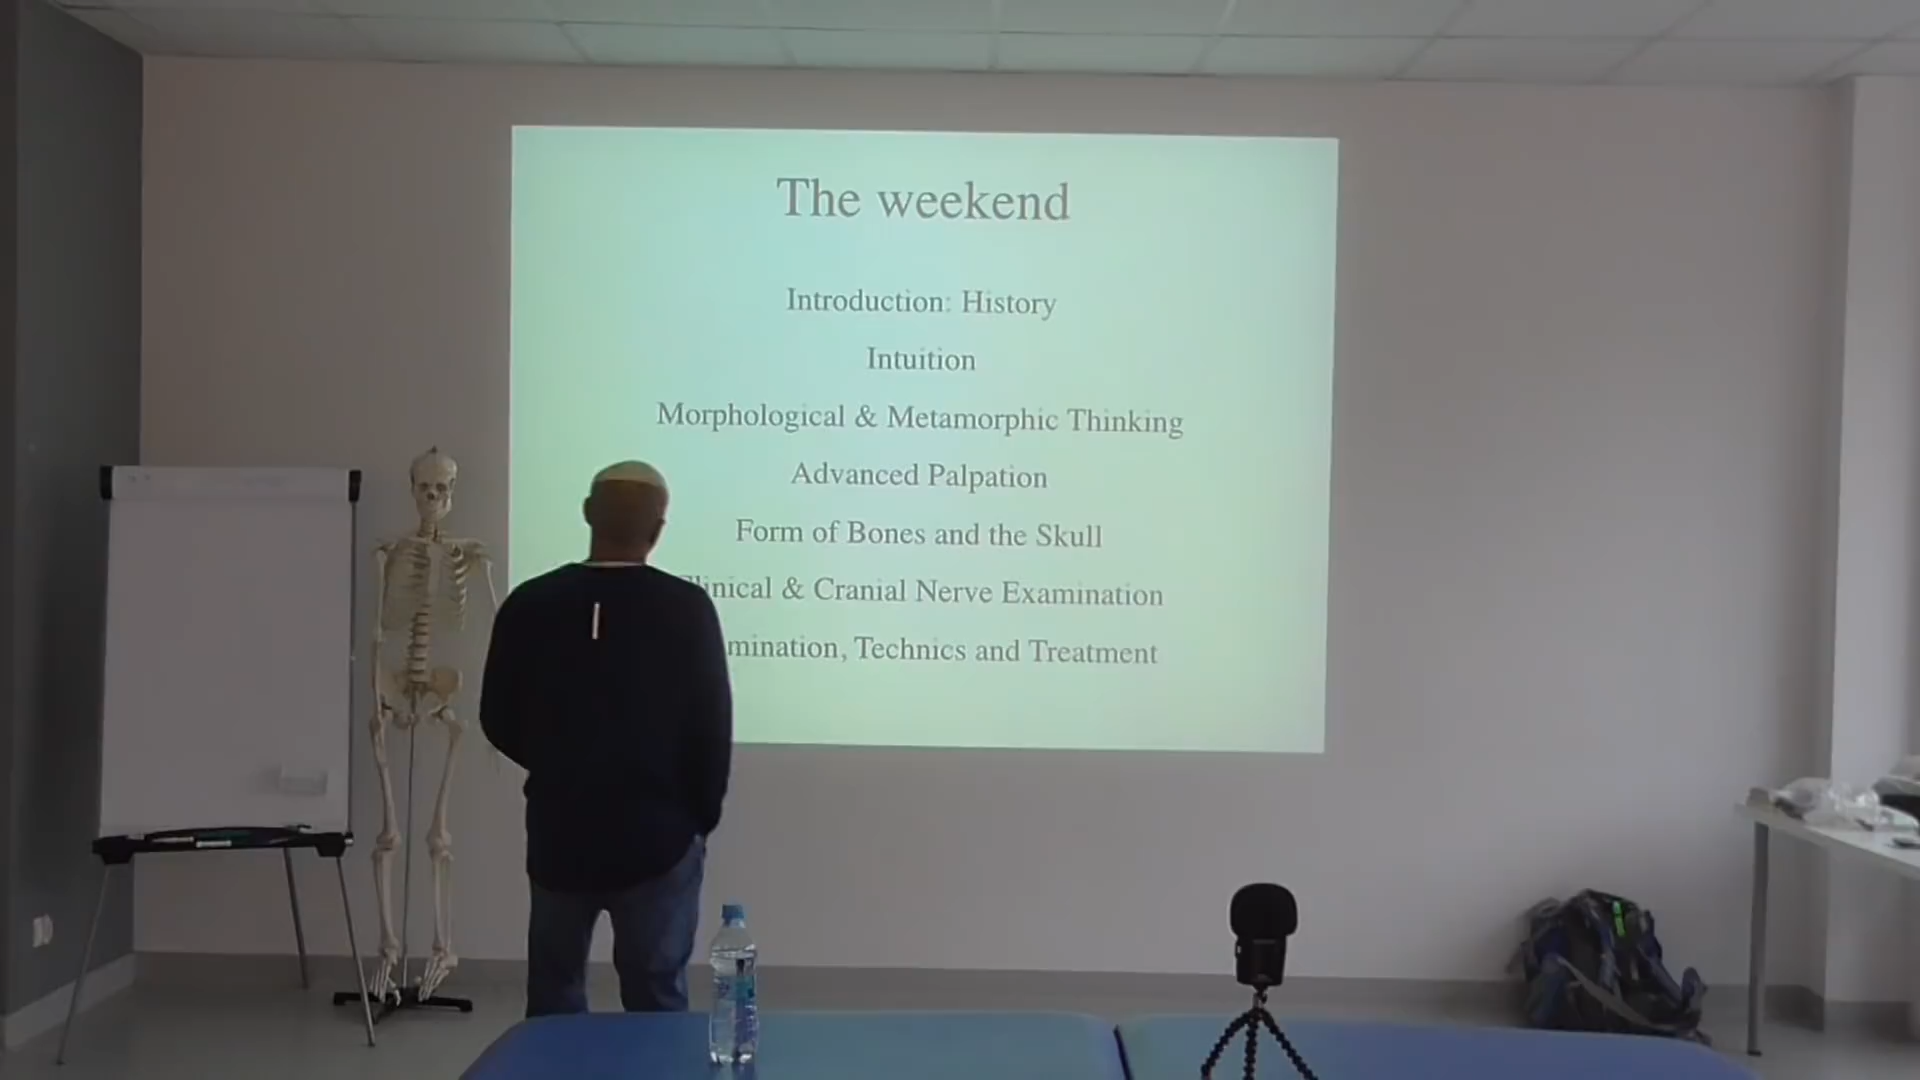 The weekend
Introduction: History
Intuition
Morphological & Metamorphic Thinking
Advanced Palpation
Form of Bones and the Skull
Clinical & Cranial Nerve Examination
mination, Technics and Treatment